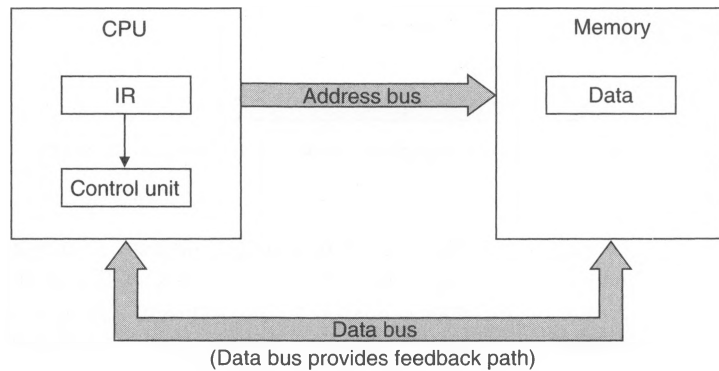 CPU
Memory
IR
Address bus
Data
Control unit
Data bus
(Data bus provides feedback path)